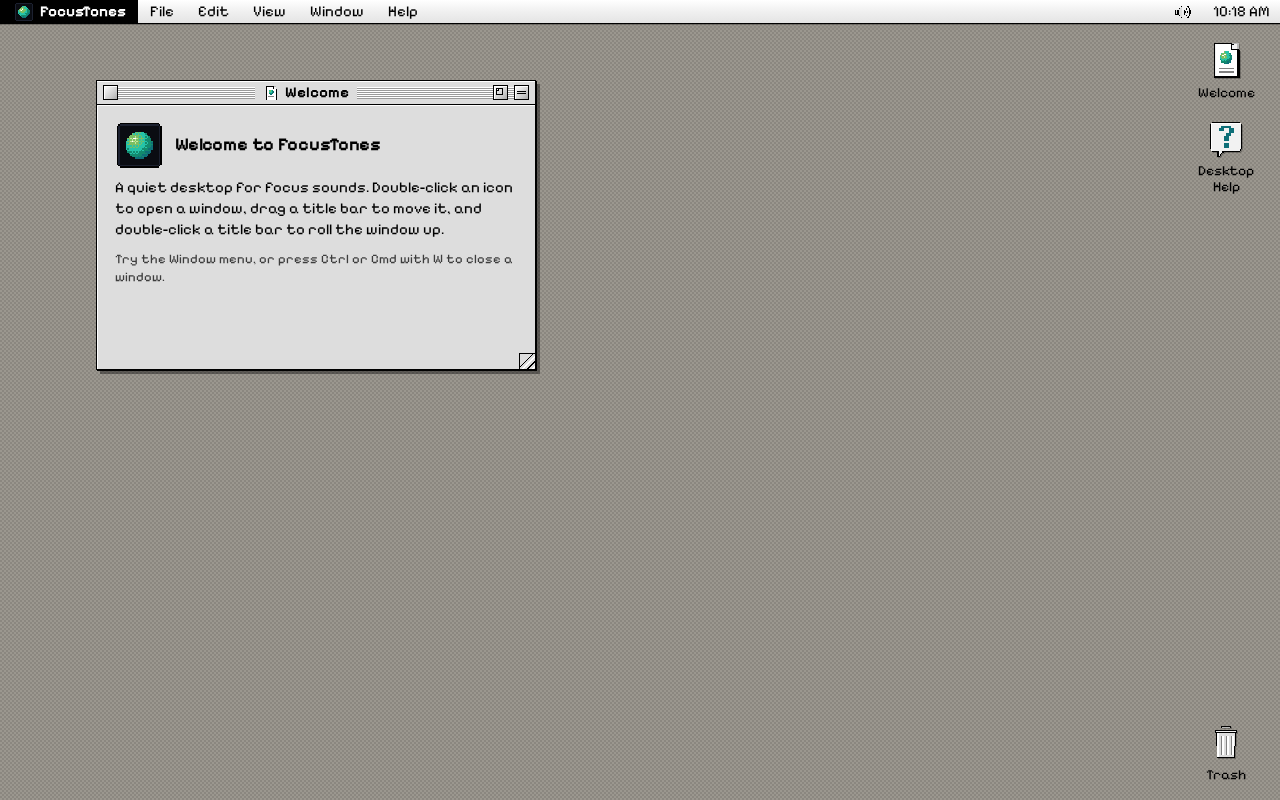 FocusTones File Edit View Window Help 10:18 AM
Welcome
Welcome to FocusTones
A quiet desktop for focus sounds. Double-click an icon
to open a window, drag a title bar to move it, and
double-click a title bar to roll the window up.
Try the Window menu, or press Ctrl or Cmd with W to close a
window.
Welcome
?
Desktop
Help
Trash